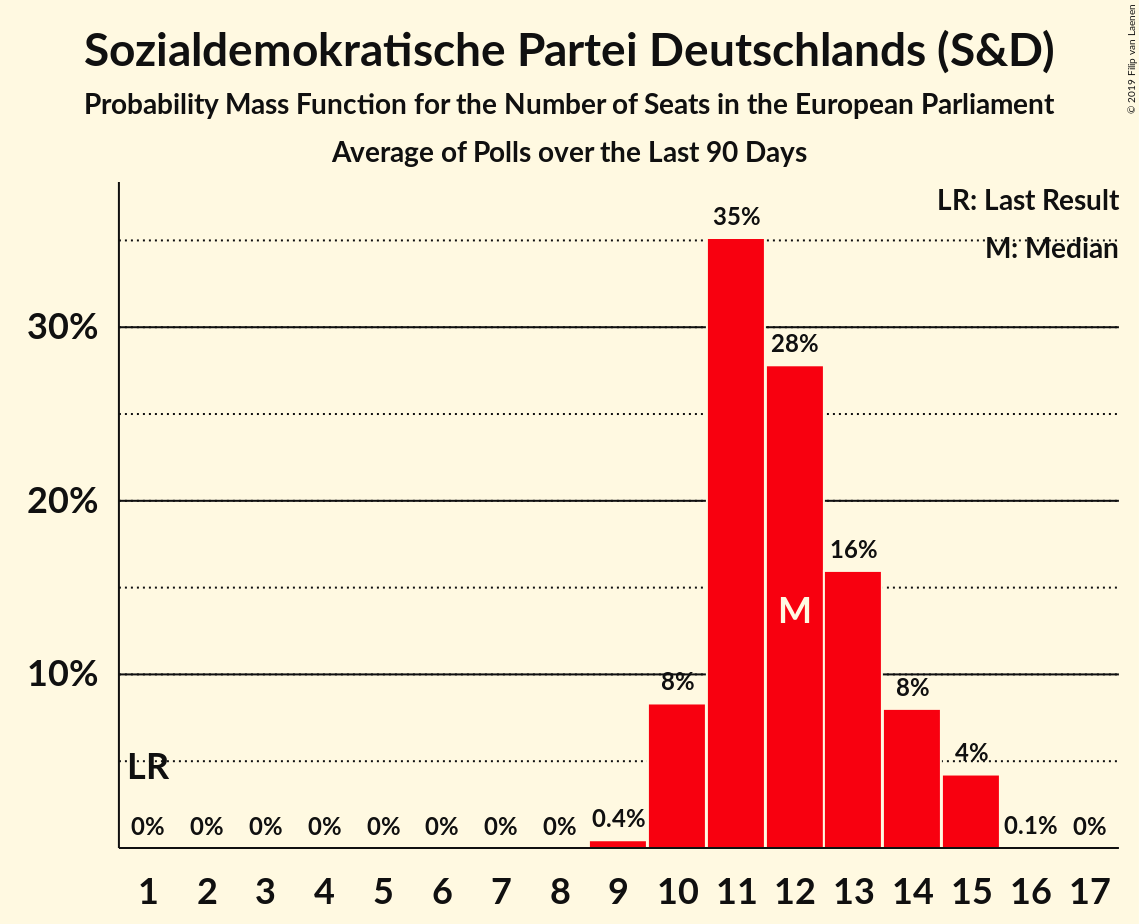 Sozialdemokratische Partei Deutschlands (S&D)
Probability Mass Function for the Number of Seats in the European Parliament
Average of Polls over the Last 90 Days
© 2019 Filip van Laenen
LR: Last Result
M: Median
35%
30%
28%
20%
16%
M
10%
8%
8%
4%
LR
0%
0%
0%
0%
0%
0%
0%
0%
0.4%
0.1%
0%
1 2 3 4 5 6 7 8 9 10 11 12 13 14 15 16 17